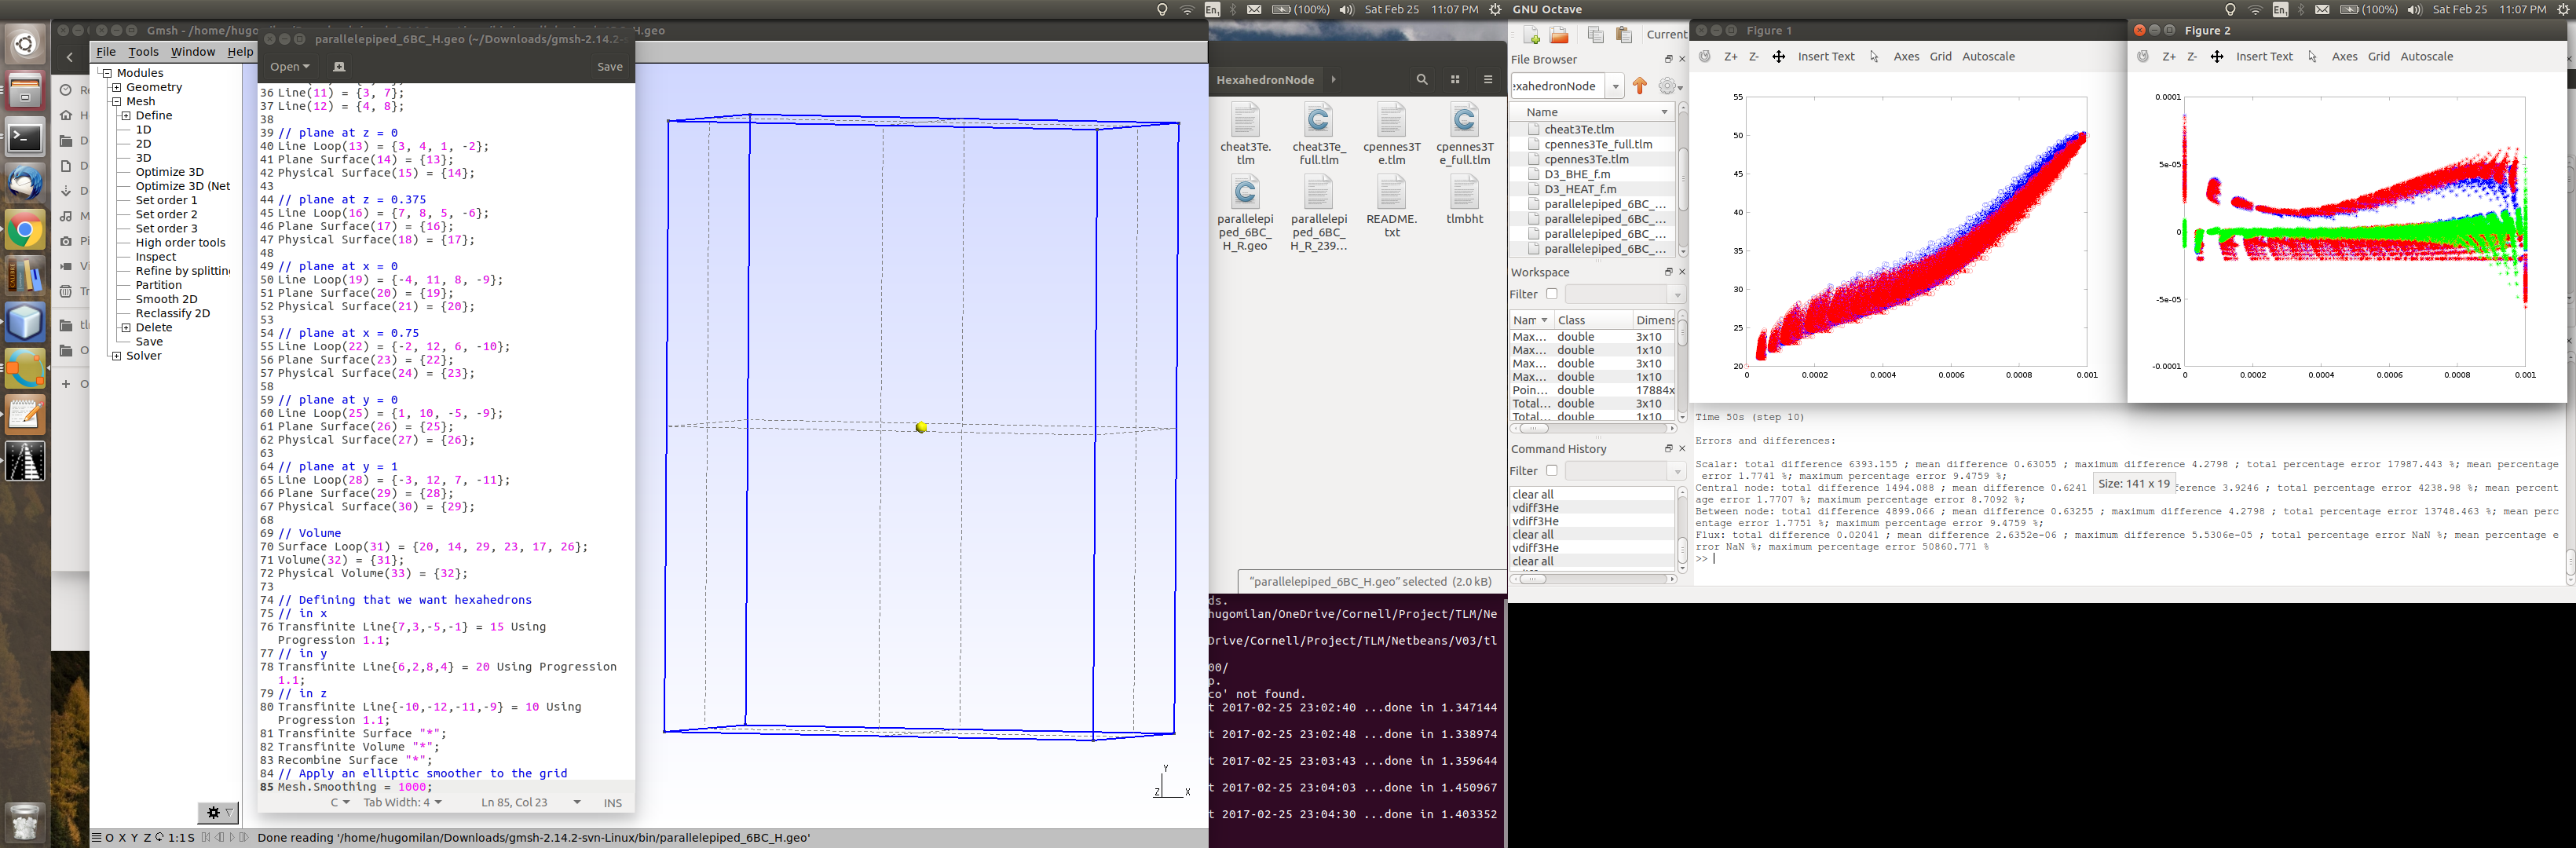 (100%) Sat Feb 25 11:07 PM
GNU Octave
(100%) Sat Feb 25 11:07 PM
Gmsh - /home/hugo
File Tools Window Help
Modules
Geometry
Mesh
Define
1D
2D
3D
Optimize 3D
Optimize 3D (Net
Set order 1
Set order 2
Set order 3
High order tools
Inspect
Refine by splittin
Partition
Smooth 2D
Reclassify 2D
Delete
Save
Solver
parallelepiped_6BC_H.geo (~/Downloads/gmsh-2.14.2-s
H.geo
Open
Save
36 Line(11) = {3, 7};
37 Line(12) = {4, 8};
38
39 // plane at z = 0
40 Line Loop(13) = {3, 4, 1, -2};
41 Plane Surface(14) = {13};
42 Physical Surface(15) = {14};
43
44 // plane at z = 0.375
45 Line Loop(16) = {7, 8, 5, -6};
46 Plane Surface(17) = {16};
47 Physical Surface(18) = {17};
48
49 // plane at x = 0
50 Line Loop(19) = {-4, 11, 8, -9};
51 Plane Surface(20) = {19};
52 Physical Surface(21) = {20};
53
54 // plane at x = 0.75
55 Line Loop(22) = {-2, 12, 6, -10};
56 Plane Surface(23) = {22};
57 Physical Surface(24) = {23};
58
59 // plane at y = 0
60 Line Loop(25) = {1, 10, -5, -9};
61 Plane Surface(26) = {25};
62 Physical Surface(27) = {26};
63
64 // plane at y = 1
65 Line Loop(28) = {-3, 12, 7, -11};
66 Plane Surface(29) = {28};
67 Physical Surface(30) = {29};
68
69 // Volume
70 Surface Loop(31) = {20, 14, 29, 23, 17, 26};
71 Volume(32) = {31};
72 Physical Volume(33) = {32};
73
74 // Defining that we want hexahedrons
75 // in x
76 Transfinite Line{7,3,-5,-1} = 15 Using
Progression 1.1;
77 // in y
78 Transfinite Line{6,2,8,4} = 20 Using Progression
1.1;
79 // in z
80 Transfinite Line{-10,-12,-11,-9} = 10 Using
Progression 1.1;
81 Transfinite Surface "*";
82 Transfinite Volume "*";
83 Recombine Surface "*";
84 // Apply an elliptic smoother to the grid
85 Mesh.Smoothing = 1000;
C Tab Width: 4 Ln 85, Col 23 INS
Y
Z X
O X Y Z 1:1 S Done reading '/home/hugomilan/Downloads/gmsh-2.14.2-svn-Linux/bin/parallelepiped_6BC_H.geo'
HexahedronNode
cheat3Te.
tlm
cheat3Te_
full.tlm
cpennes3T
e.tlm
cpennes3T
e_full.tlm
parallelepi
ped_6BC_
H_R.geo
parallelepi
ped_6BC_
H_R_239...
README.
txt
tlmbht
"parallelepiped_6BC_H.geo" selected (2.0 kB)
ds.
hugomilan/OneDrive/Cornell/Project/TLM/Ne
Drive/Cornell/Project/TLM/Netbeans/V03/tl
00/
p.
co' not found.
t 2017-02-25 23:02:40 ...done in 1.347144
t 2017-02-25 23:02:48 ...done in 1.338974
t 2017-02-25 23:03:43 ...done in 1.359644
t 2017-02-25 23:04:03 ...done in 1.450967
t 2017-02-25 23:04:30 ...done in 1.403352
Current
File Browser
exahedronNode
Name
cheat3Te.tlm
cpennes3Te_full.tlm
cpennes3Te.tlm
D3_BHE_f.m
D3_HEAT_f.m
parallelepiped_6BC_...
parallelepiped_6BC_...
parallelepiped_6BC_...
parallelepiped_6BC_...
Workspace
Filter
Nam Class Dimens
Max... double 3x10
Max... double 1x10
Max... double 3x10
Max... double 1x10
Poin... double 17884x
Total... double 3x10
Total... double 1x10
Command History
Filter
clear all
vdiff3He
vdiff3He
clear all
vdiff3He
clear all
Figure 1
Z+ Z- Insert Text Axes Grid Autoscale
55
50
45
40
35
30
25
20
0 0.0002 0.0004 0.0006 0.0008 0.001
Figure 2
Z+ Z- Insert Text Axes Grid Autoscale
0.0001
5e-05
0
-5e-05
-0.0001
0 0.0002 0.0004 0.0006 0.0008 0.001
Time 50s (step 10)
Errors and differences:
Scalar: total difference 6393.155 ; mean difference 0.63055 ; maximum difference 4.2798 ; total percentage error 17987.443 %; mean percentage
error 1.7741 %; maximum percentage error 9.4759 %;
Central node: total difference 1494.088 ; mean difference 0.6241 ference 3.9246 ; total percentage error 4238.98 %; mean percent
age error 1.7707 %; maximum percentage error 8.7092 %;
Between node: total difference 4899.066 ; mean difference 0.63255 ; maximum difference 4.2798 ; total percentage error 13748.463 %; mean perc
entage error 1.7751 %; maximum percentage error 9.4759 %;
Flux: total difference 0.02041 ; mean difference 2.6352e-06 ; maximum difference 5.5306e-05 ; total percentage error NaN %; mean percentage e
rror NaN %; maximum percentage error 50860.771 %
>>
Size: 141 x 19